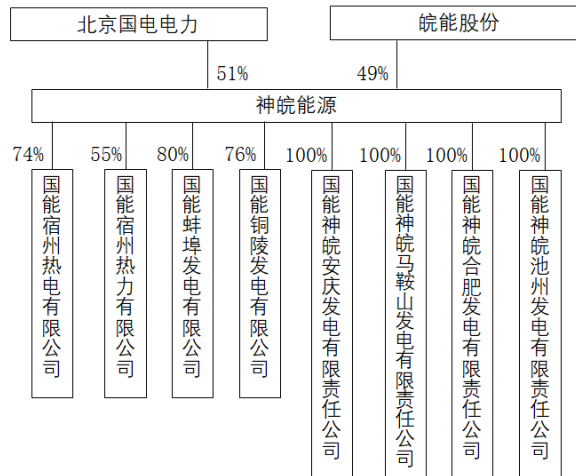 北京国电电力
皖能股份
51%
49%
神皖能源
74%
55%
80%
76%
100%
100%
100%
100%
国能宿州热电有限公司
国能宿州热力有限公司
国能蚌埠发电有限公司
国能铜陵发电有限公司
国能神皖安庆发电有限责任公司
国能神皖马鞍山发电有限责任公司
国能神皖合肥发电有限责任公司
国能神皖池州发电有限责任公司